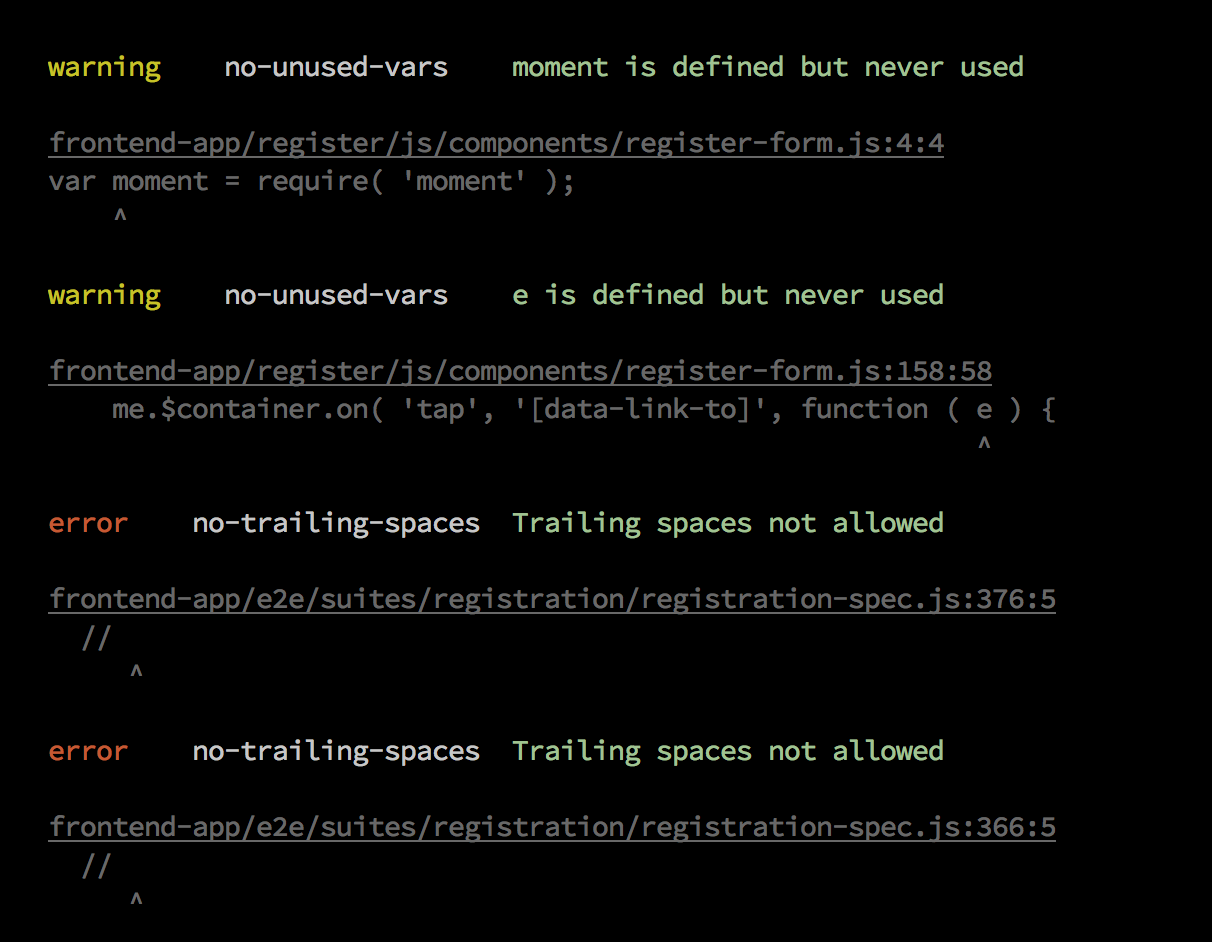 warning    no-unused-vars    moment is defined but never used
frontend-app/register/js/components/register-form.js:4:4
var moment = require( 'moment' );
    ^
warning    no-unused-vars    e is defined but never used
frontend-app/register/js/components/register-form.js:158:58
    me.$container.on( 'tap', '[data-link-to]', function ( e ) {
                                                          ^
error    no-trailing-spaces  Trailing spaces not allowed
frontend-app/e2e/suites/registration/registration-spec.js:376:5
  //
     ^
error    no-trailing-spaces  Trailing spaces not allowed
frontend-app/e2e/suites/registration/registration-spec.js:366:5
  //
     ^